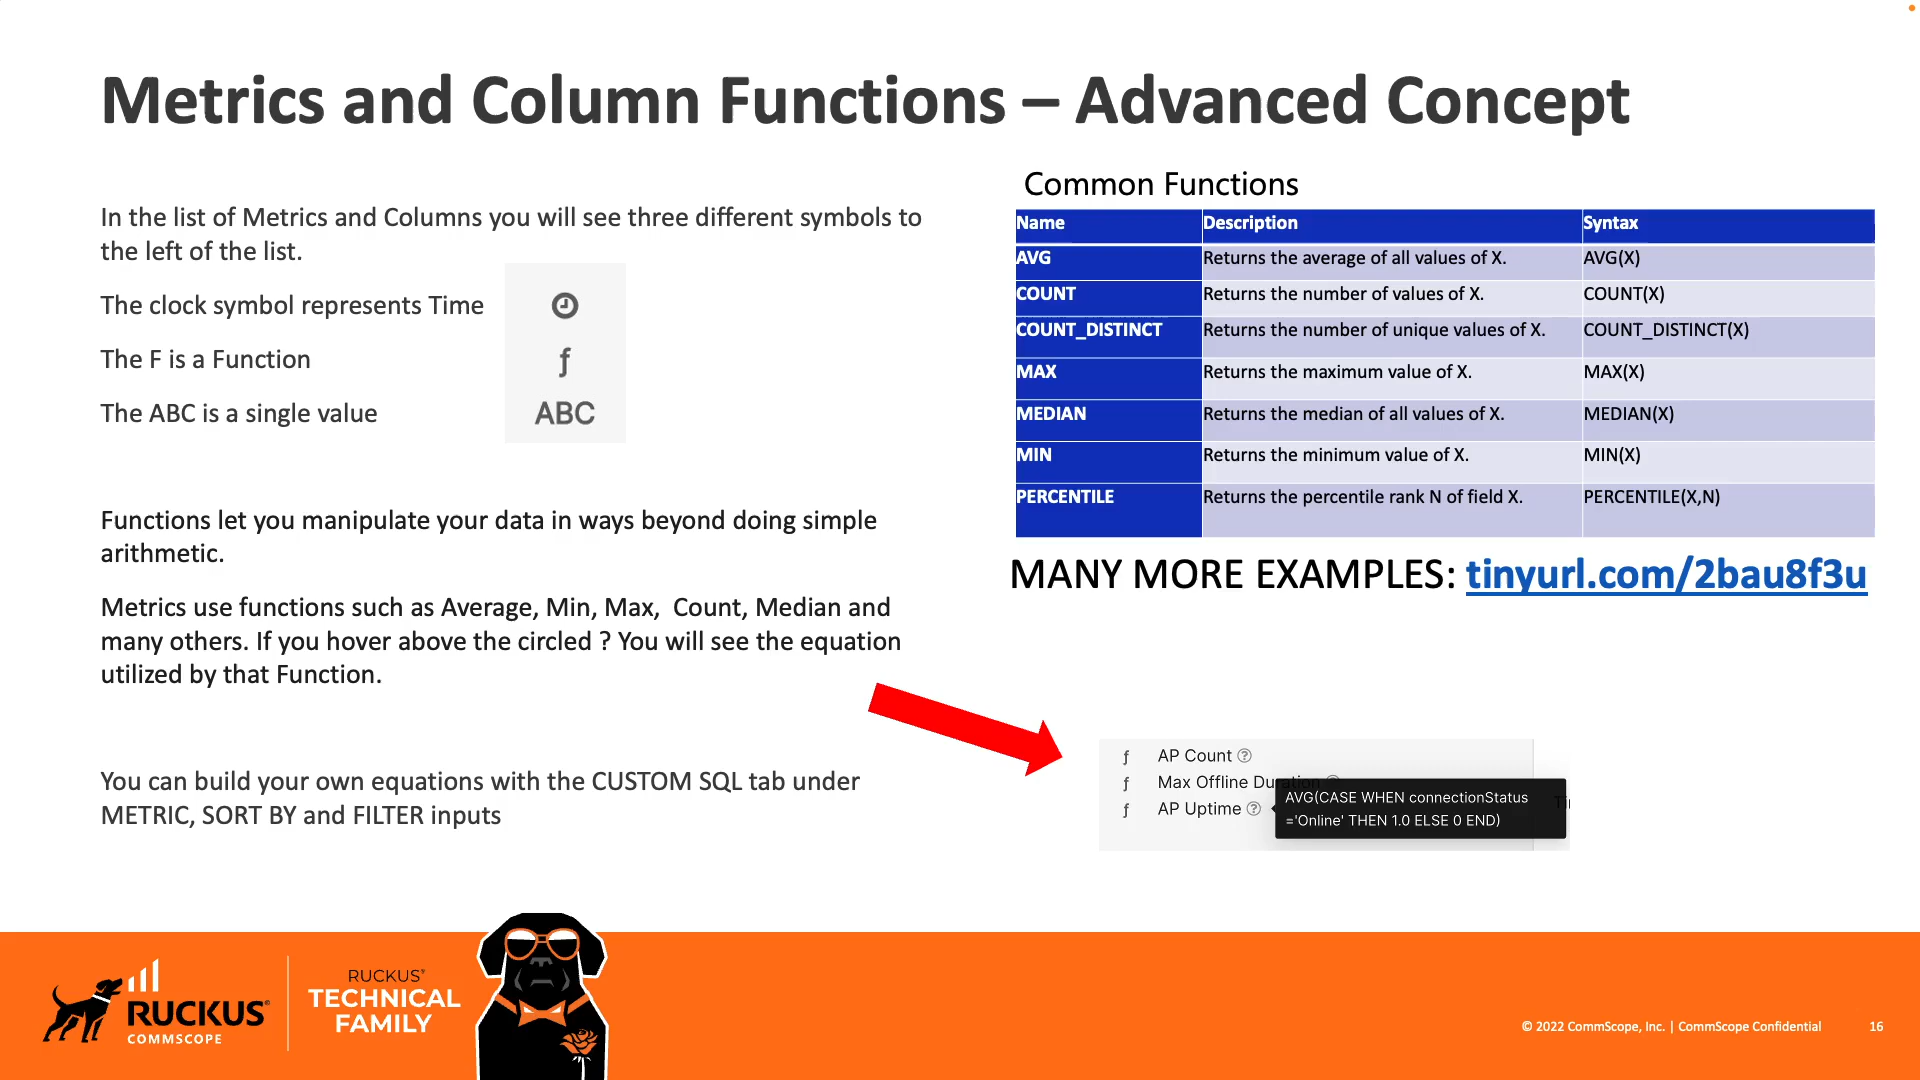 Metrics and Column Functions – Advanced Concept
In the list of Metrics and Columns you will see three different symbols to
the left of the list.
The clock symbol represents Time
The F is a Function
ƒ
The ABC is a single value
ABC
Functions let you manipulate your data in ways beyond doing simple
arithmetic.
Metrics use functions such as Average, Min, Max,  Count, Median and
many others. If you hover above the circled ? You will see the equation
utilized by that Function.
You can build your own equations with the CUSTOM SQL tab under
METRIC, SORT BY and FILTER inputs
Common Functions
Name Description Syntax
AVG Returns the average of all values of X. AVG(X)
COUNT Returns the number of values of X. COUNT(X)
COUNT_DISTINCT Returns the number of unique values of X. COUNT_DISTINCT(X)
MAX Returns the maximum value of X. MAX(X)
MEDIAN Returns the median of all values of X. MEDIAN(X)
MIN Returns the minimum value of X. MIN(X)
PERCENTILE Returns the percentile rank N of field X. PERCENTILE(X,N)
MANY MORE EXAMPLES: tinyurl.com/2bau8f3u
ƒ AP Count ?
ƒ Max Offline Duration
ƒ AP Uptime ?
AVG(CASE WHEN connectionStatus
='Online' THEN 1.0 ELSE 0 END)
RUCKUS®
COMMSCOPE
RUCKUS®
TECHNICAL
FAMILY
© 2022 CommScope, Inc. | CommScope Confidential
16